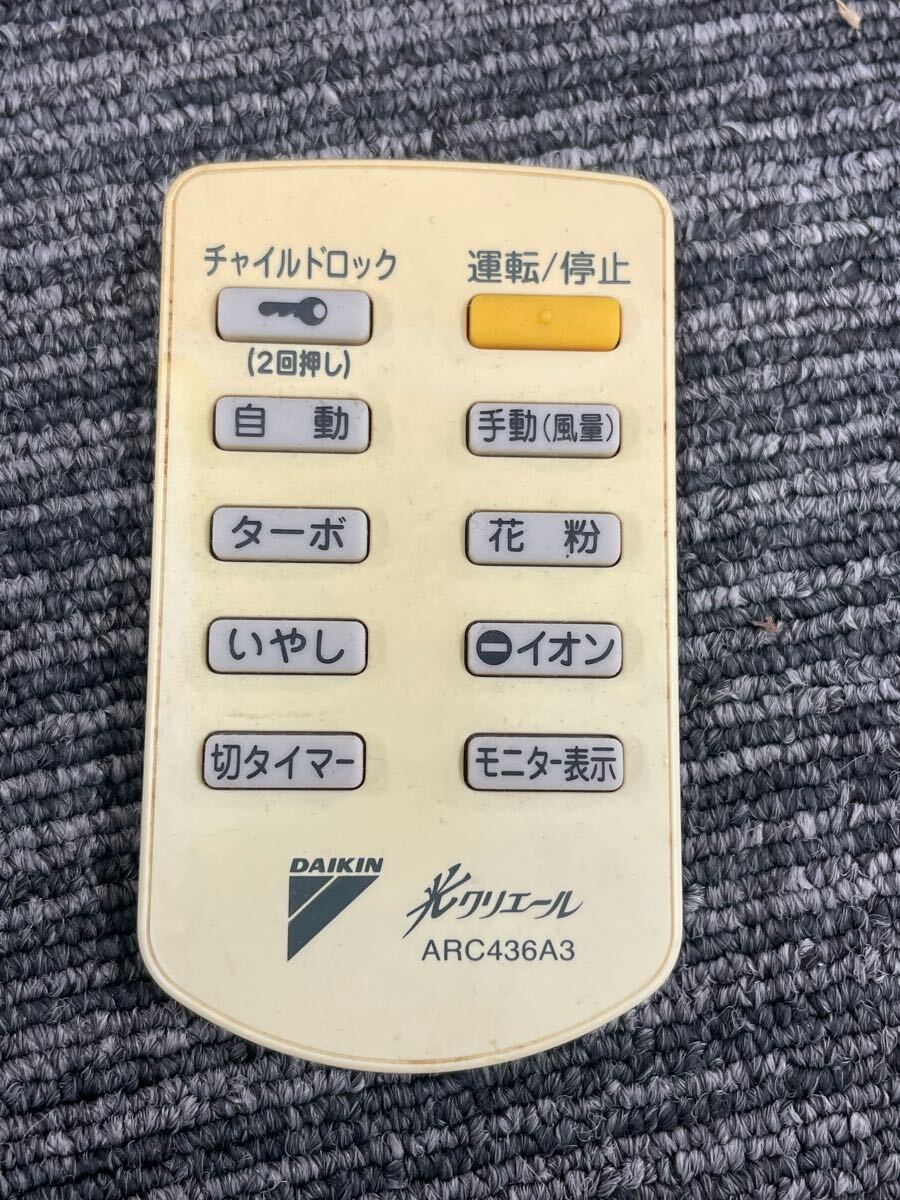 チャイルドロック
運転/停止
(2回押し)
自動
手動(風量)
ターボ
花粉
いやし
⊖イオン
切タイマー
モニター表示
DAIKIN
光クリエール
ARC436A3